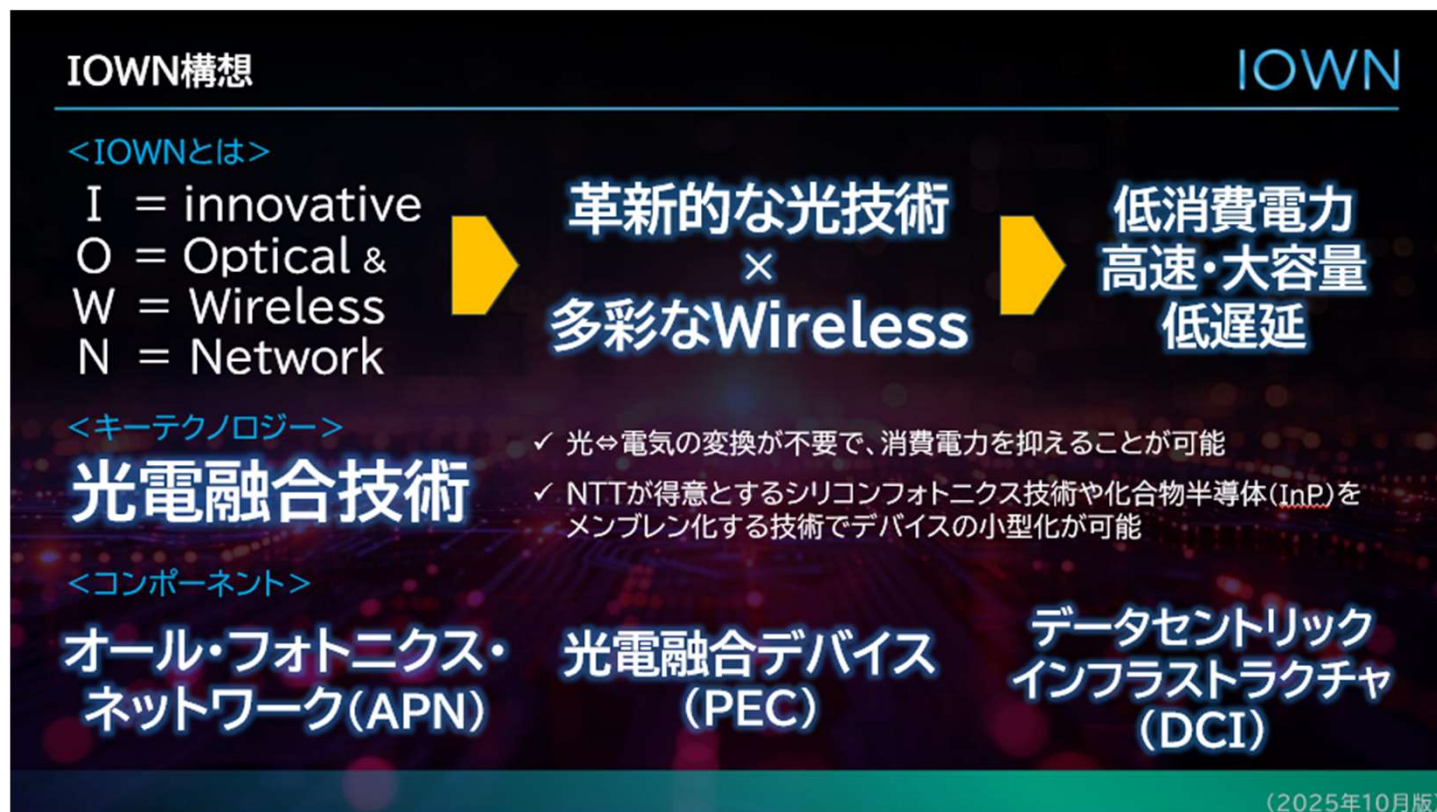 IOWN構想
IOWN
<IOWNとは>
I = innovative
O = Optical &
W = Wireless
N = Network
革新的な光技術
×
多彩なWireless
低消費電力
高速・大容量
低遅延
<キーテクノロジー>
光電融合技術
✓ 光⇔電気の変換が不要で、消費電力を抑えることが可能
✓ NTTが得意とするシリコンフォトニクス技術や化合物半導体(InP)を
メンブレン化する技術でデバイスの小型化が可能
<コンポーネント>
オール・フォトニクス・
ネットワーク(APN)
光電融合デバイス
(PEC)
データセントリック
インフラストラクチャ
(DCI)
(2025年10月版)